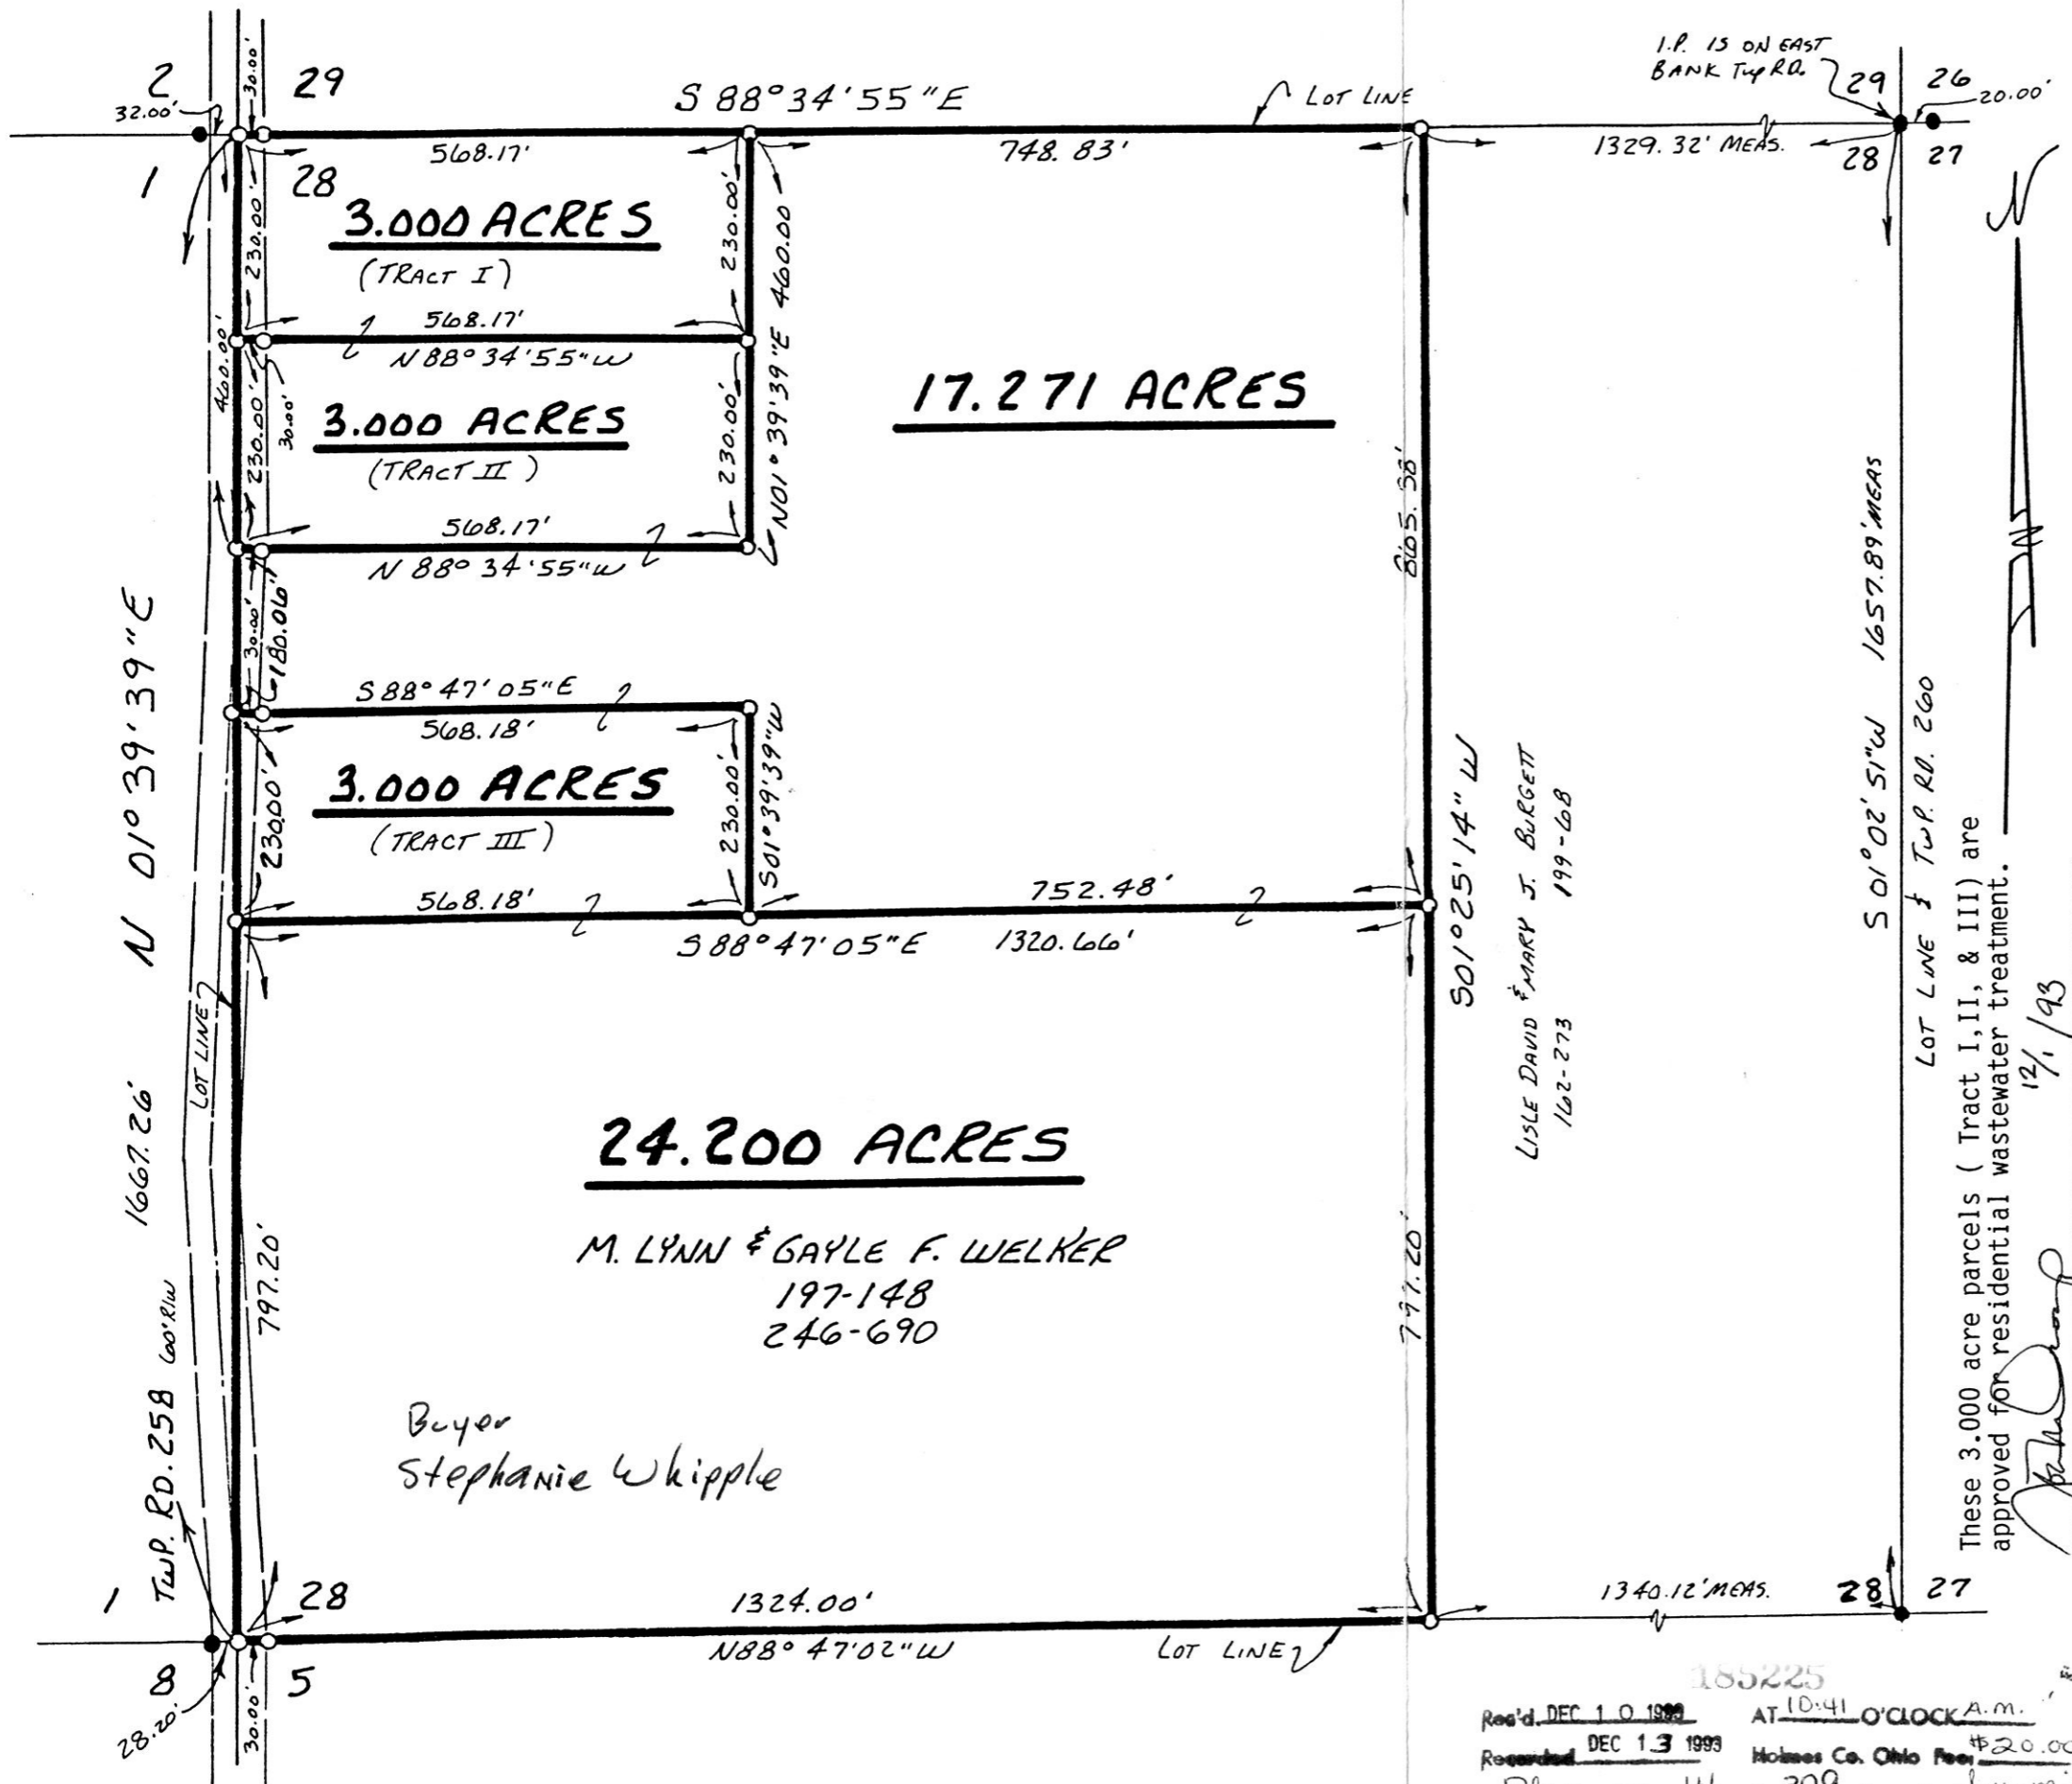 I.P. IS ON EAST
BANK TWP RD.
2
29
29
26
32.00'
30.00'
S 88° 34' 55" E
LOT LINE
20.00'
568.17'
748.83'
1329.32' MEAS.
1
28
28
27
N
230.00'
3.000 ACRES
(TRACT I)
230.00'
N01° 39' 39" E 460.00
568.17'
N 88° 34' 55" W
460.00'
230.00'
30.00'
3.000 ACRES
(TRACT II)
230.00'
17.271 ACRES
865.38'
568.17'
N 88° 34' 55" W
30.00'
180.06'
S 88° 47' 05" E
568.18'
230.00'
3.000 ACRES
(TRACT III)
230.00'
S01° 39' 39" W
568.18'
752.48'
S 88° 47' 05" E
1320.66'
N 01° 39' 39" E
1667.26'
LOT LINE
TWP. RD. 258 60' R/W
797.20'
24.200 ACRES
M. LYNN & GAYLE F. WELKER
197-148
246-690
Buyer
Stephanie Whipple
797.20'
S01° 25' 14" W
LISLE DAVID & MARY J. BURGETT
162-273 199-68
S 01° 02' 51" W 1657.89' MEAS
LOT LINE & TWP. RD. 260
These 3.000 acre parcels ( Tract I,II, & III) are
approved for residential wastewater treatment.
12/1/93
1
28
1324.00'
1340.12' MEAS.
28
27
N88° 47' 02" W
LOT LINE
8
5
28.20'
30.00'
185225
Rec'd. DEC 10 1993 AT 10:41 O'CLOCK A.M.
Recorded DEC 13 1993 Holmes Co. Ohio Fee $20.00
209